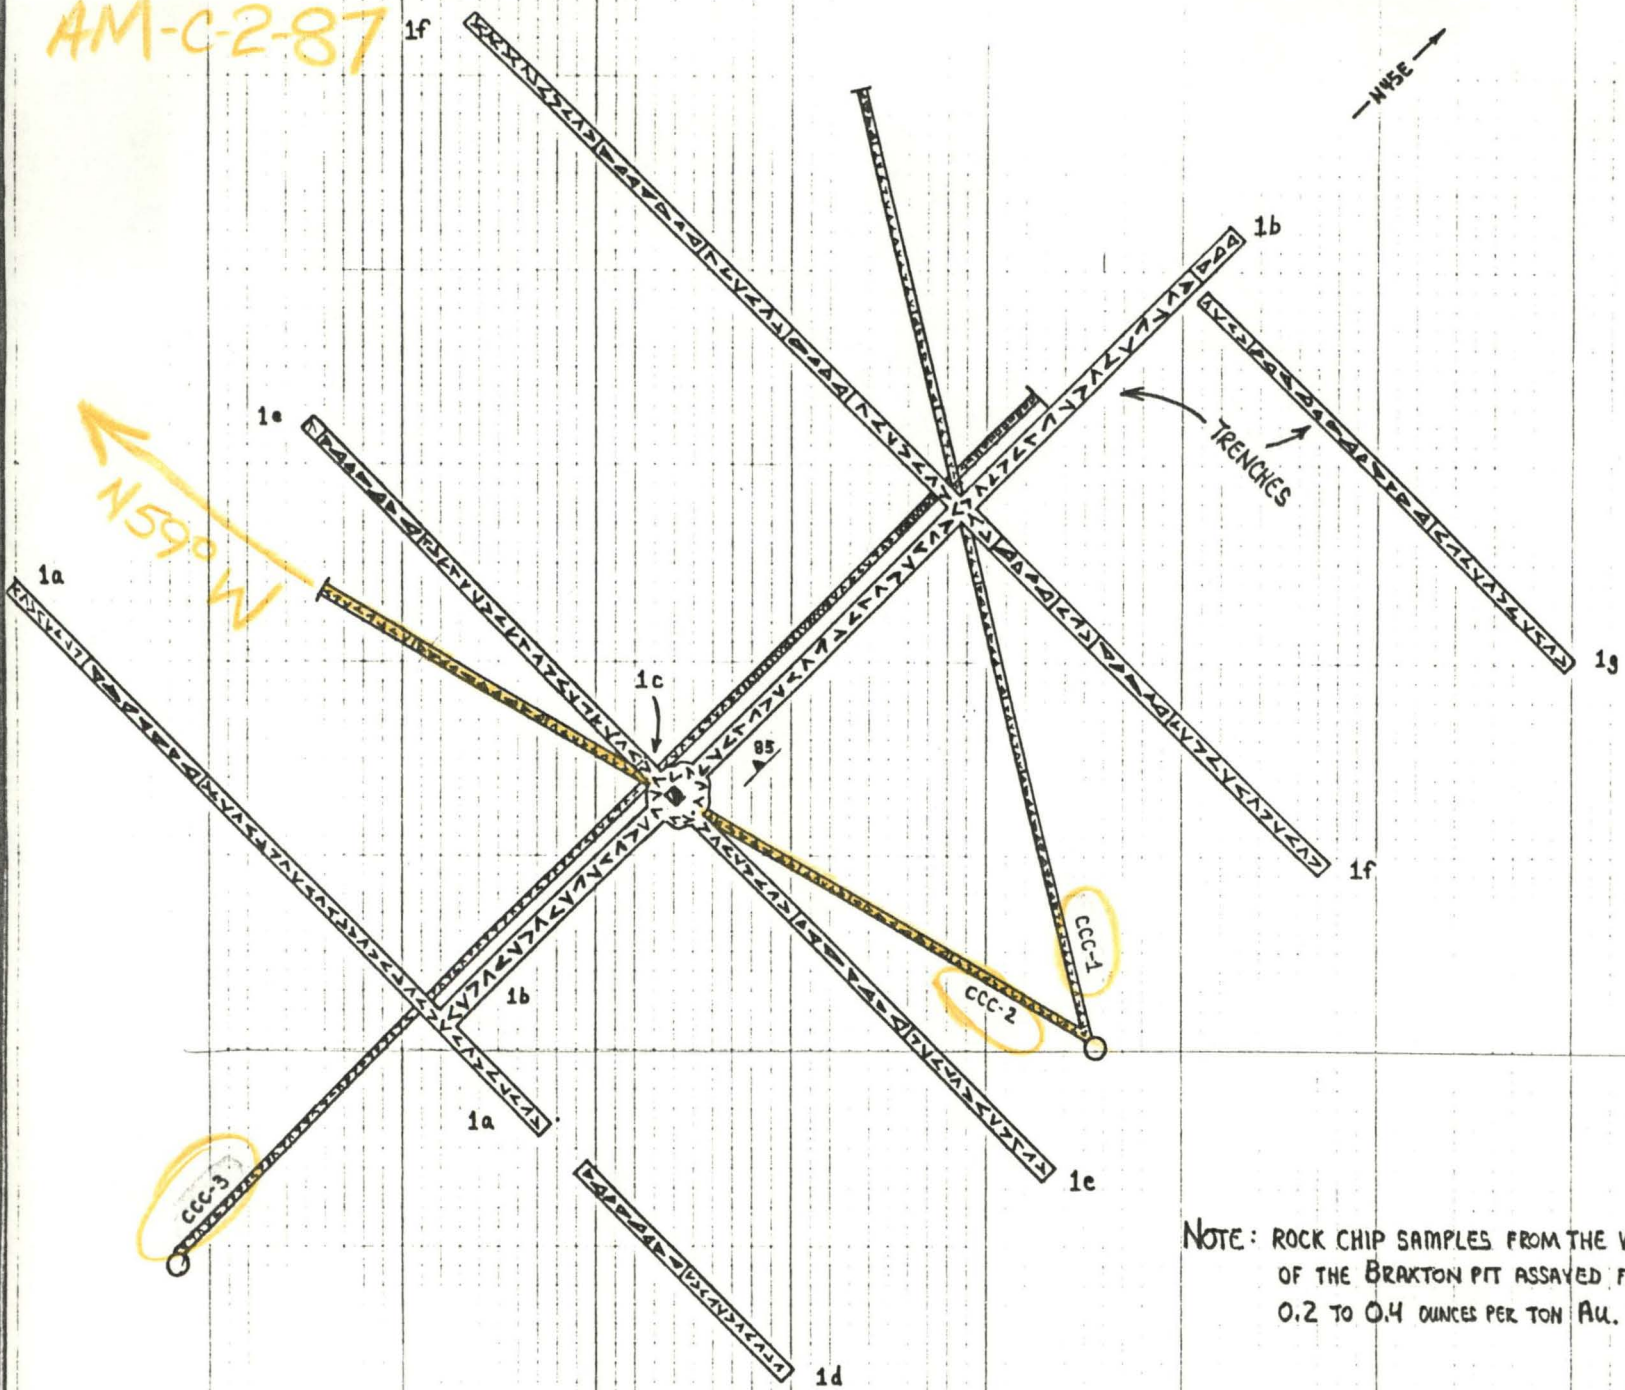 AM-C-2-87
1f
N45E
1b
1e
TRENCHES
N59°W
1a
1c
1g
85
1f
CCC-1
1b
CCC-2
1a
1e
CCC-3
NOTE: ROCK CHIP SAMPLES FROM THE
OF THE BRAXTON PIT ASSAYED
0.2 TO 0.4 OUNCES PER TON AU.
1d